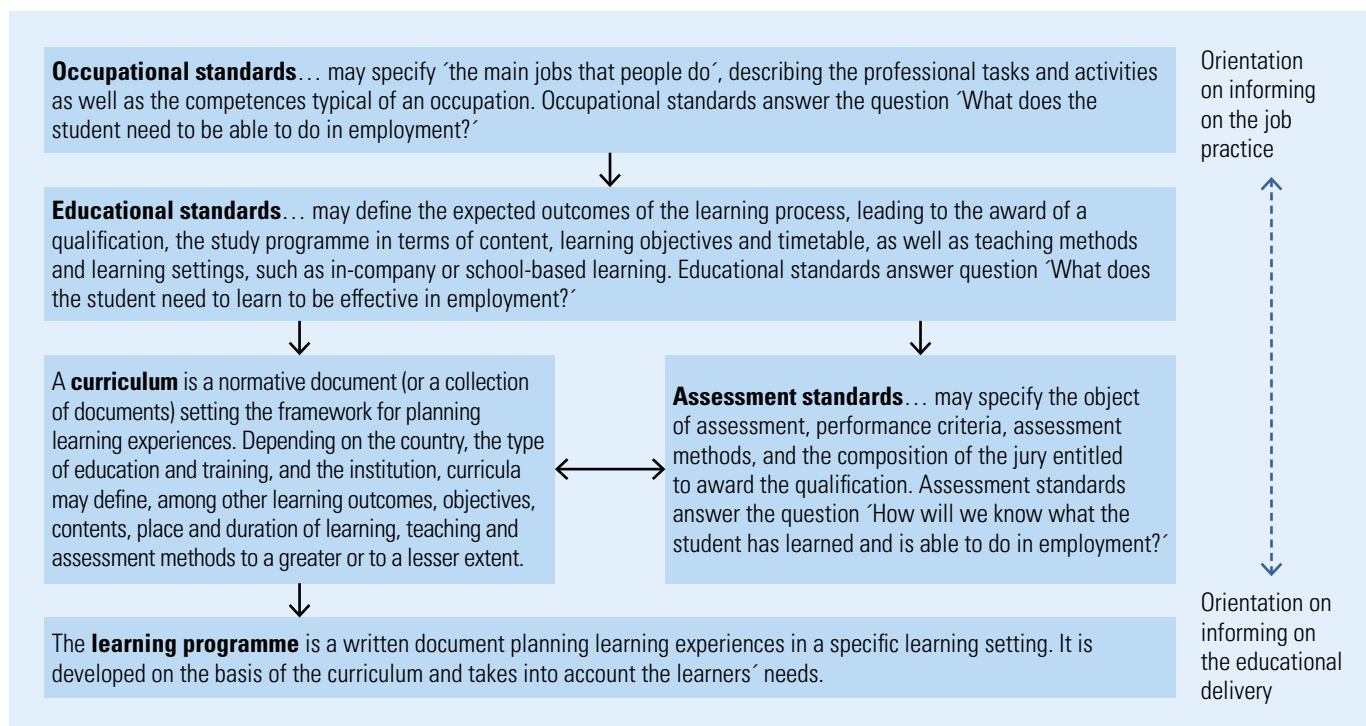 Occupational standards… may specify ´the main jobs that people do´, describing the professional tasks and activities
as well as the competences typical of an occupation. Occupational standards answer the question ´What does the
student need to be able to do in employment?´
Orientation
on informing
on the job
practice
Educational standards… may define the expected outcomes of the learning process, leading to the award of a
qualification, the study programme in terms of content, learning objectives and timetable, as well as teaching methods
and learning settings, such as in-company or school-based learning. Educational standards answer question ´What does
the student need to learn to be effective in employment?´
A curriculum is a normative document (or a collection
of documents) setting the framework for planning
learning experiences. Depending on the country, the type
of education and training, and the institution, curricula
may define, among other learning outcomes, objectives,
contents, place and duration of learning, teaching and
assessment methods to a greater or to a lesser extent.
Assessment standards… may specify the object
of assessment, performance criteria, assessment
methods, and the composition of the jury entitled
to award the qualification. Assessment standards
answer the question ´How will we know what the
student has learned and is able to do in employment?´
The learning programme is a written document planning learning experiences in a specific learning setting. It is
developed on the basis of the curriculum and takes into account the learners´ needs.
Orientation on
informing on
the educational
delivery